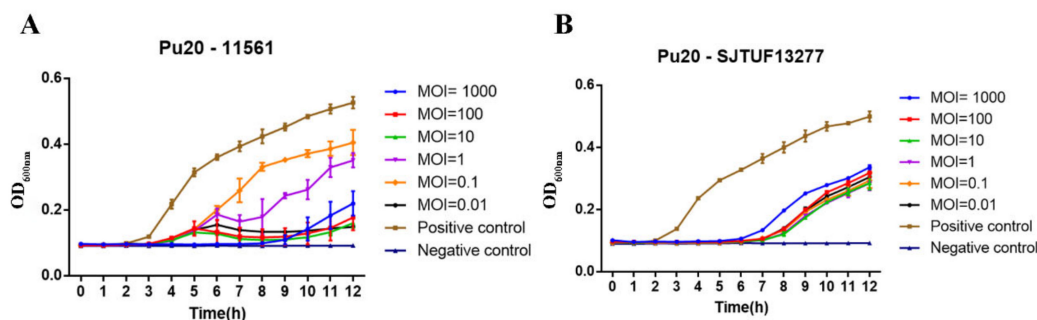 A
Pu20 - 11561
OD600nm
0.6
0.4
0.2
0.0
0 1 2 3 4 5 6 7 8 9 10 11 12
Time(h)
MOI= 1000
MOI=100
MOI=10
MOI=1
MOI=0.1
MOI=0.01
Positive control
Negative control
B
Pu20 - SJTUF13277
OD600nm
0.6
0.4
0.2
0.0
0 1 2 3 4 5 6 7 8 9 10 11 12
Time(h)
MOI= 1000
MOI=100
MOI=10
MOI=1
MOI=0.1
MOI=0.01
Positive control
Negative control